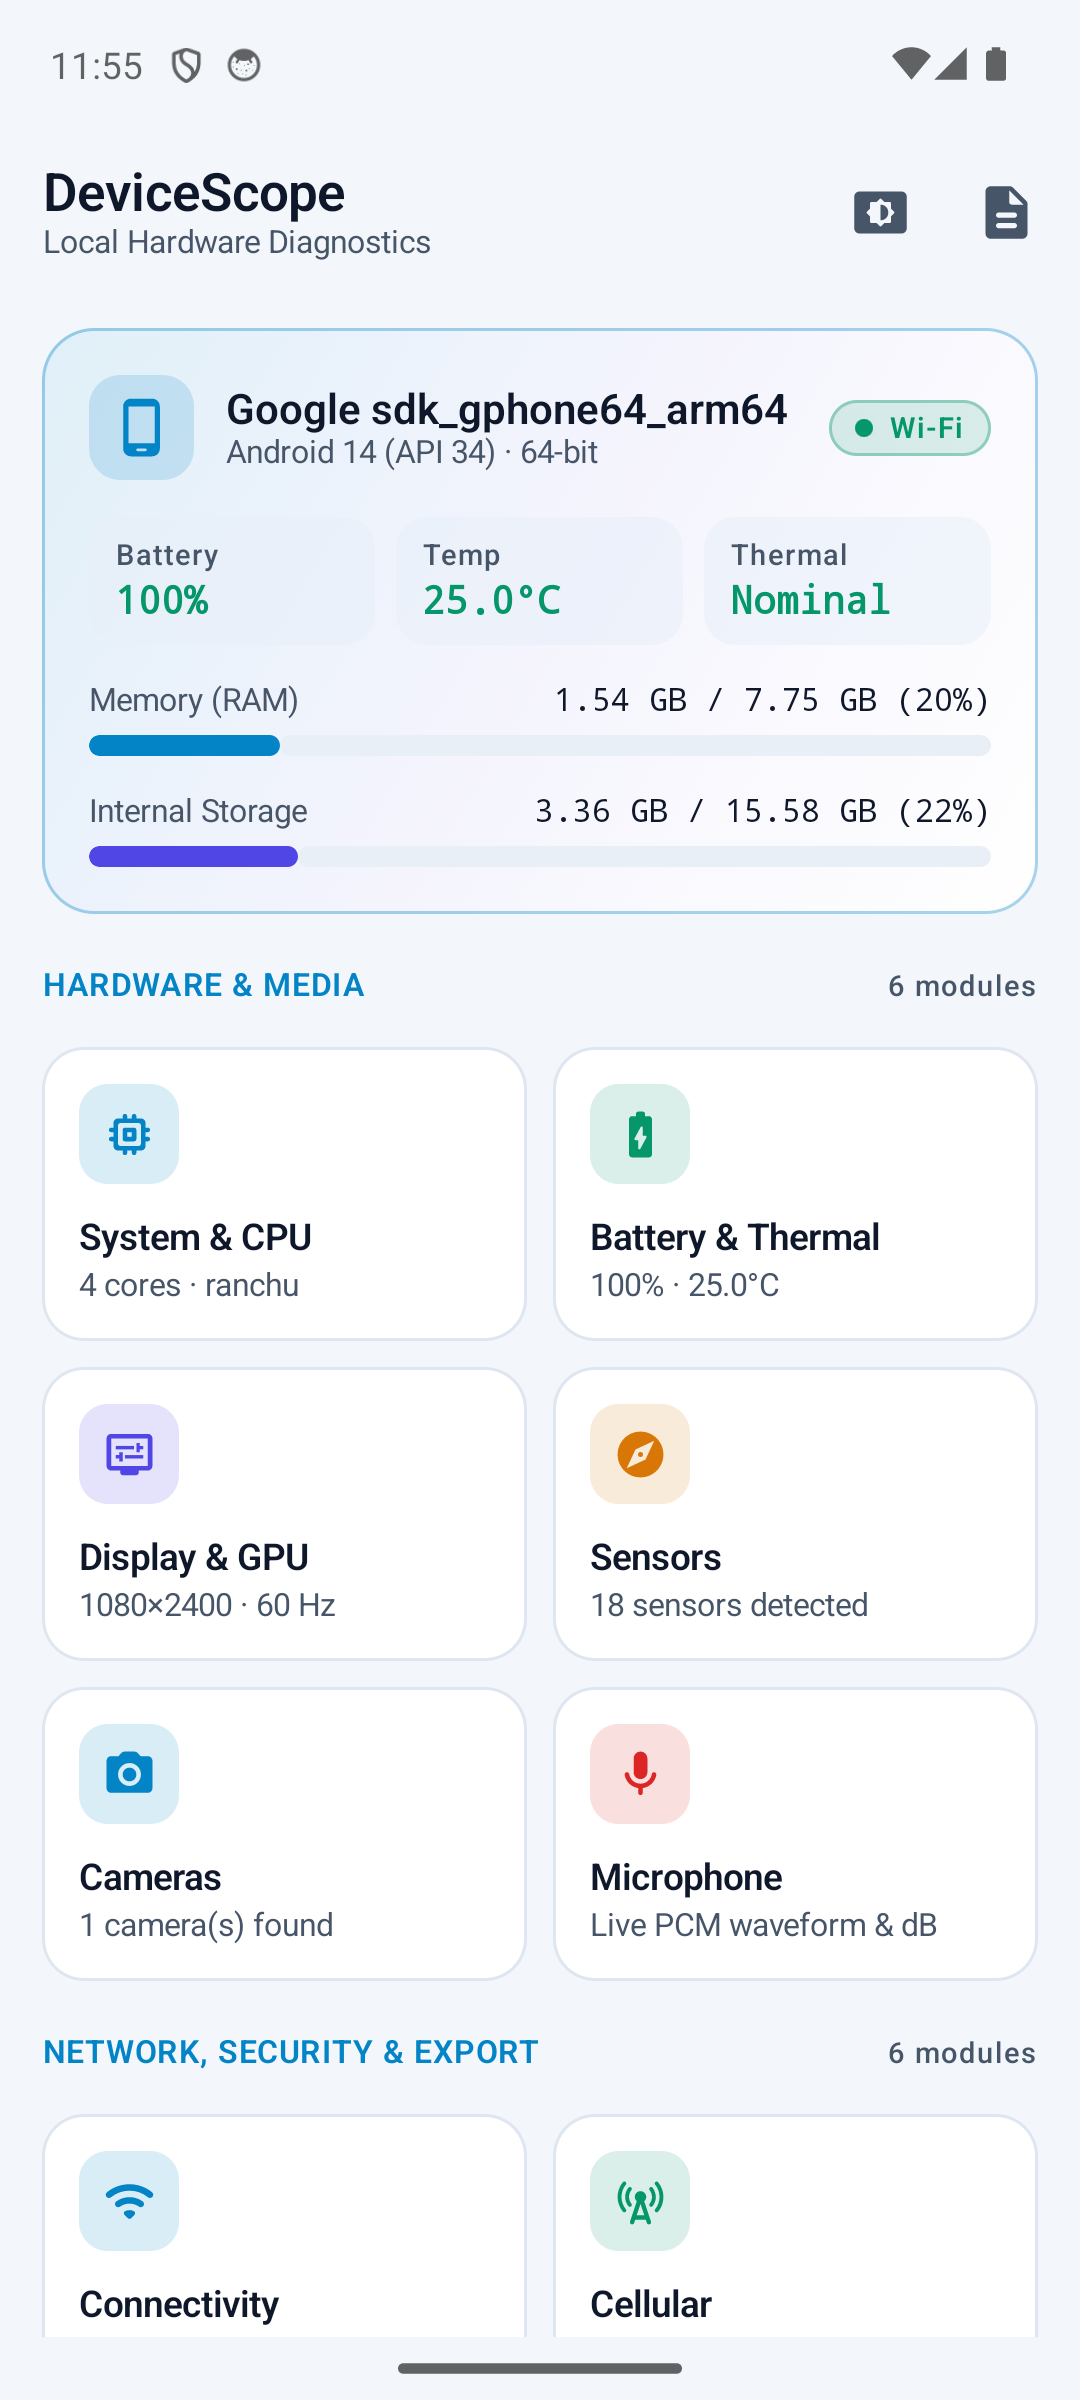 11:55
DeviceScope
Local Hardware Diagnostics
Google sdk_gphone64_arm64
Android 14 (API 34) · 64-bit
Wi-Fi
Battery
100%
Temp
25.0°C
Thermal
Nominal
Memory (RAM)
1.54 GB / 7.75 GB (20%)
Internal Storage
3.36 GB / 15.58 GB (22%)
HARDWARE & MEDIA
6 modules
System & CPU
4 cores · ranchu
Battery & Thermal
100% · 25.0°C
Display & GPU
1080×2400 · 60 Hz
Sensors
18 sensors detected
Cameras
1 camera(s) found
Microphone
Live PCM waveform & dB
NETWORK, SECURITY & EXPORT
6 modules
Connectivity
Cellular